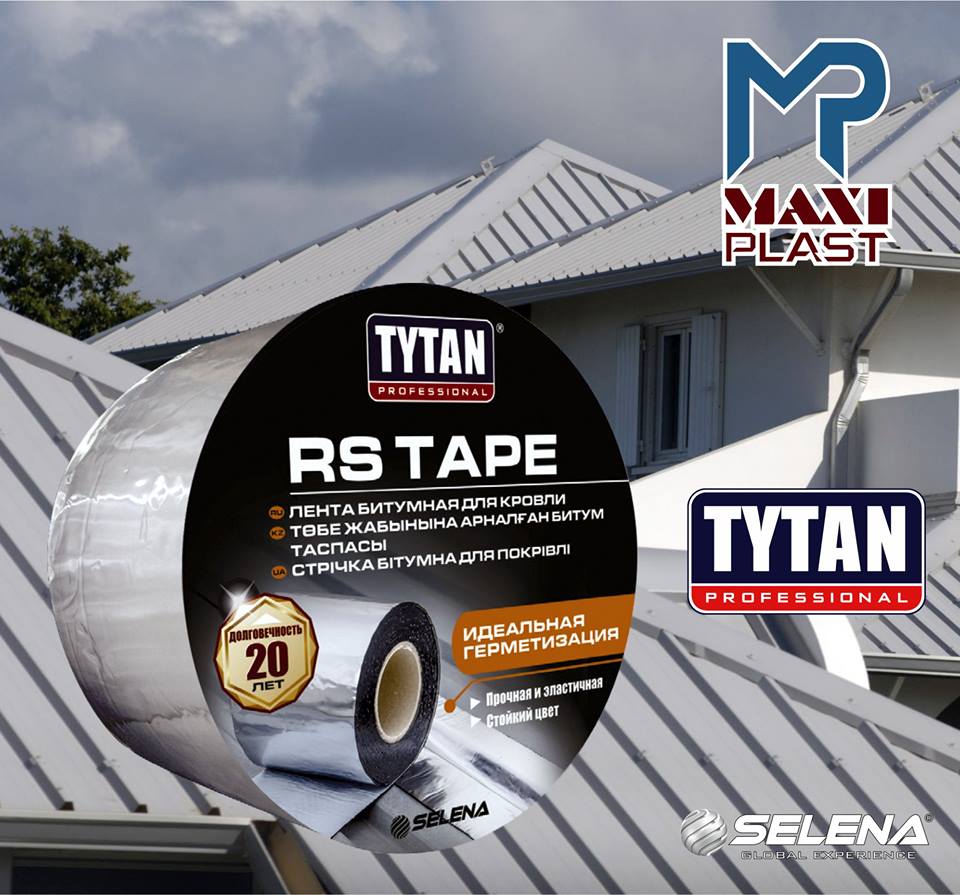 MP
MAXI
PLAST
TYTAN®
PROFESSIONAL
RS TAPE
RU ЛЕНТА БИТУМНАЯ ДЛЯ КРОВЛИ
KZ ТӨБЕ ЖАБЫНЫНА АРНАЛҒАН БИТУМ
ТАСПАСЫ
UA СТРІЧКА БІТУМНА ДЛЯ ПОКРІВЛІ
ДОЛГОВЕЧНОСТЬ
20
ЛЕТ
ИДЕАЛЬНАЯ
ГЕРМЕТИЗАЦИЯ
Прочная и эластичная
Стойкий цвет
SELENA
TYTAN
PROFESSIONAL
SELENA®
GLOBAL EXPERIENCE